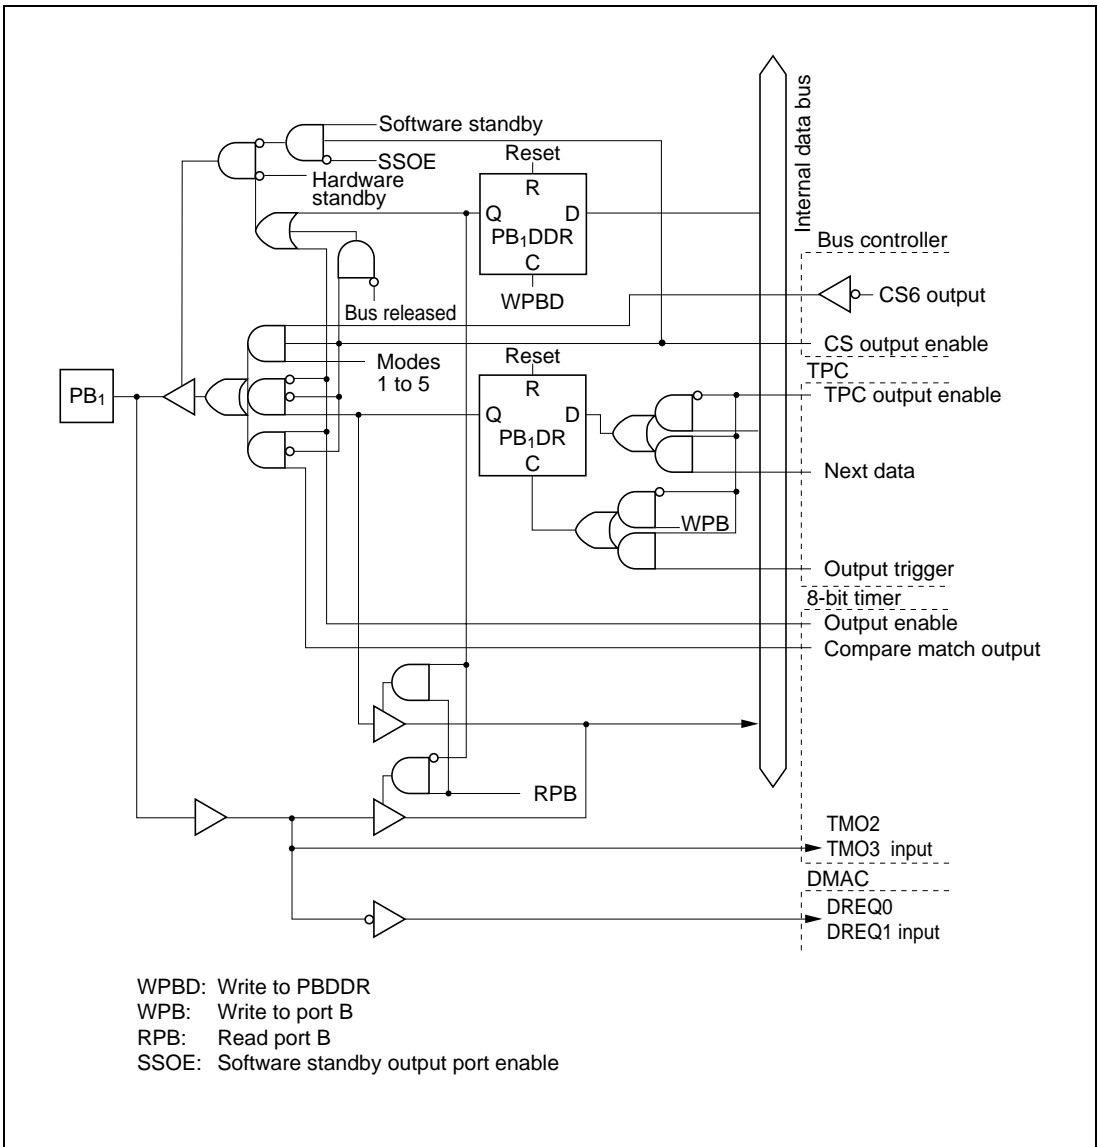 Software standby
SSOE
Hardware
standby
Reset
R
Q D
PB₁DDR
C
WPBD
Bus released
Internal data bus
Bus controller
CS6 output
CS output enable
Modes
1 to 5
PB₁
Reset
R
Q D
PB₁DR
C
TPC
TPC output enable
Next data
WPB
Output trigger
8-bit timer
Output enable
Compare match output
RPB
TMO2
TMO3 input
DMAC
DREQ0
DREQ1 input
WPBD: Write to PBDDR
WPB: Write to port B
RPB: Read port B
SSOE: Software standby output port enable